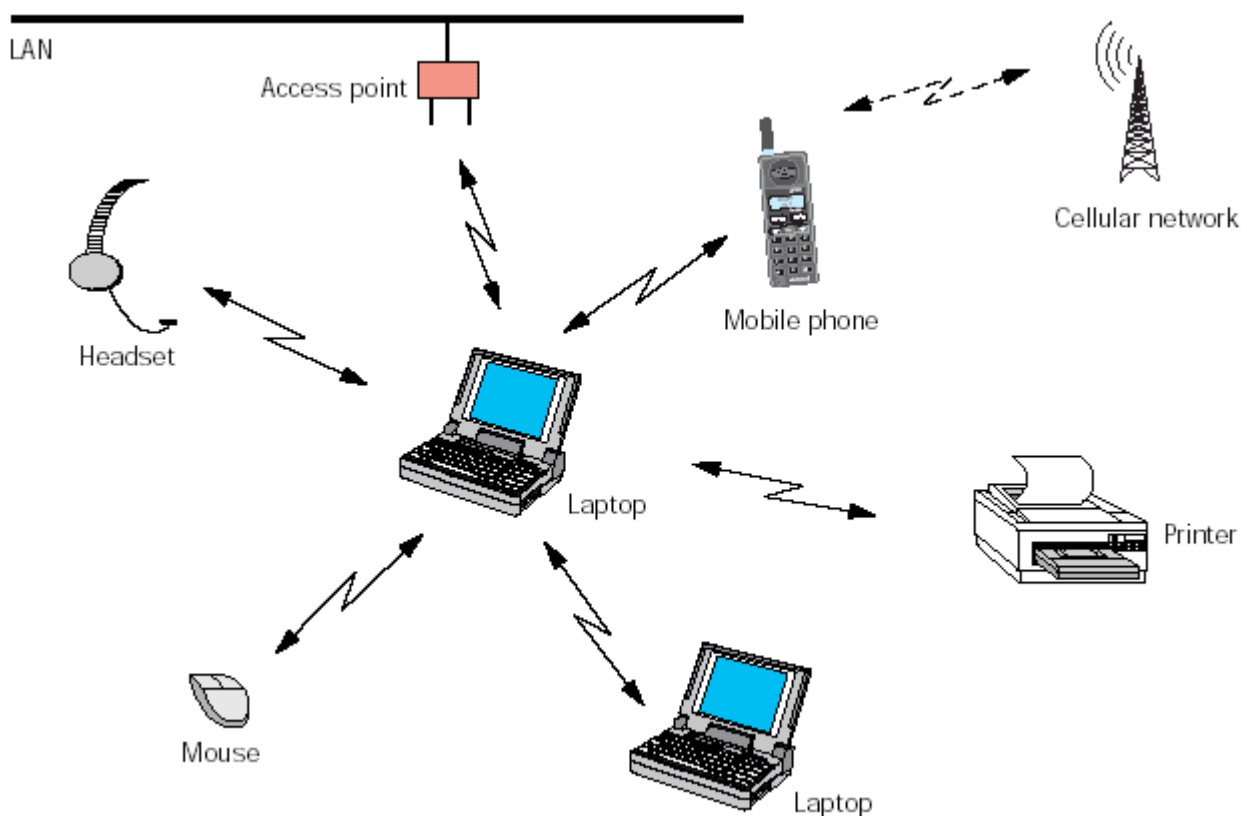 LAN
Access point
Cellular network
Mobile phone
Headset
Laptop
Printer
Mouse
Laptop